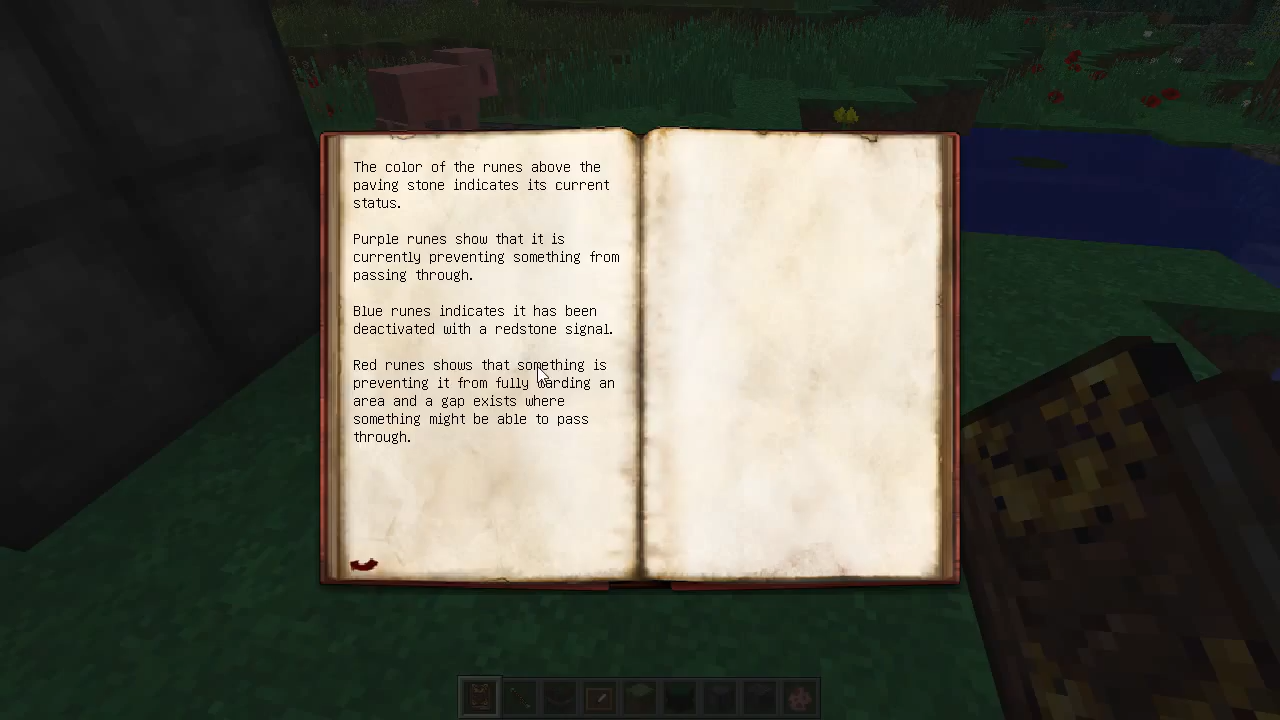 The color of the runes above the
paving stone indicates its current
status.
Purple runes show that it is
currently preventing something from
passing through.
Blue runes indicates it has been
deactivated with a redstone signal.
Red runes shows that something is
preventing it from fully warding an
area and a gap exists where
something might be able to pass
through.